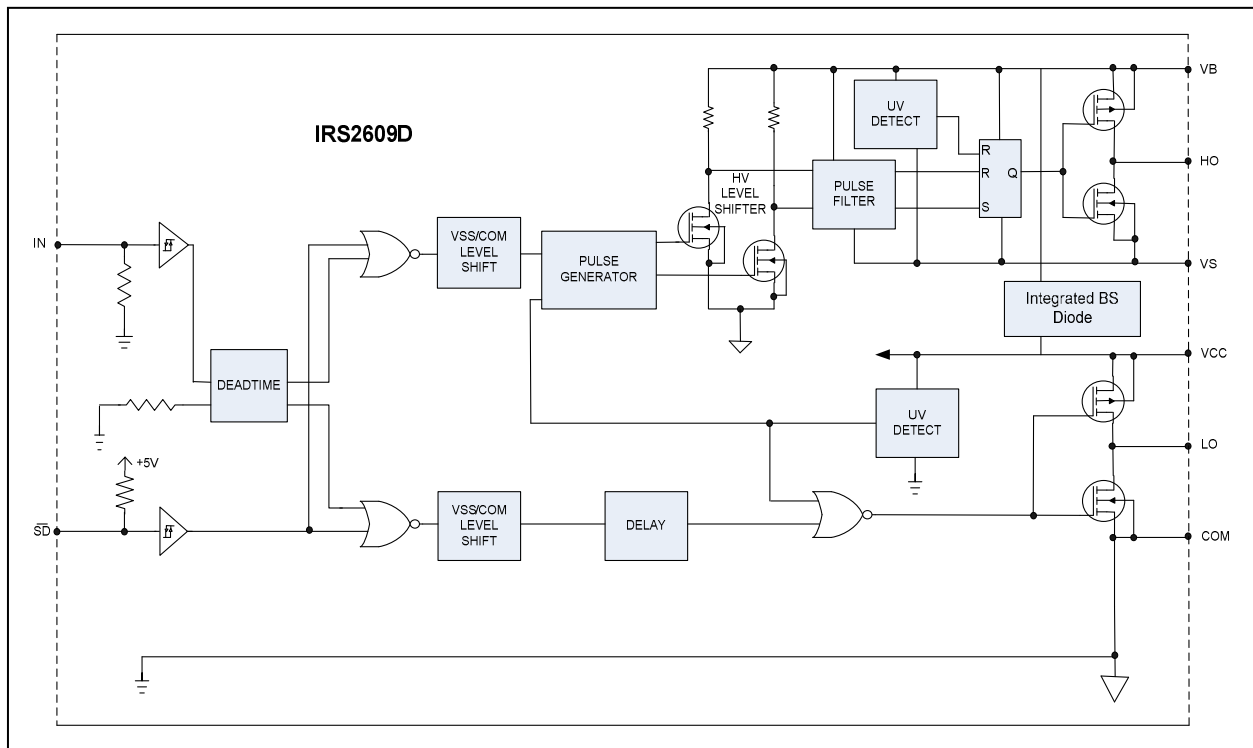 IRS2609D
VB
UV
DETECT
R
R
Q
S
HO
HV
LEVEL
SHIFTER
PULSE
FILTER
IN
VSS/COM
LEVEL
SHIFT
PULSE
GENERATOR
VS
Integrated BS
Diode
VCC
DEADTIME
UV
DETECT
LO
+5V
SD
VSS/COM
LEVEL
SHIFT
DELAY
COM